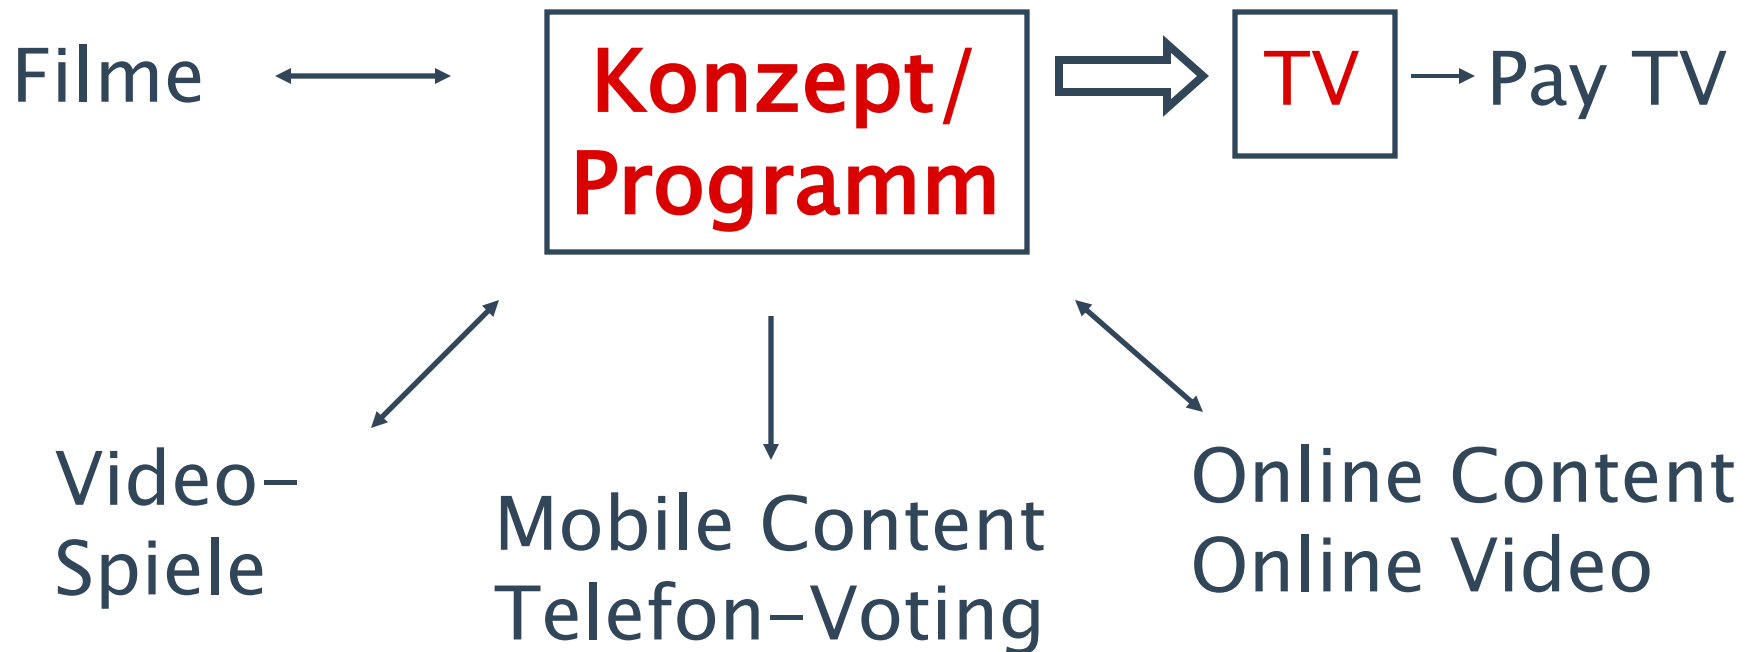 Filme
Konzept/
Programm
TV
Pay TV
Video-
Spiele
Mobile Content
Telefon-Voting
Online Content
Online Video